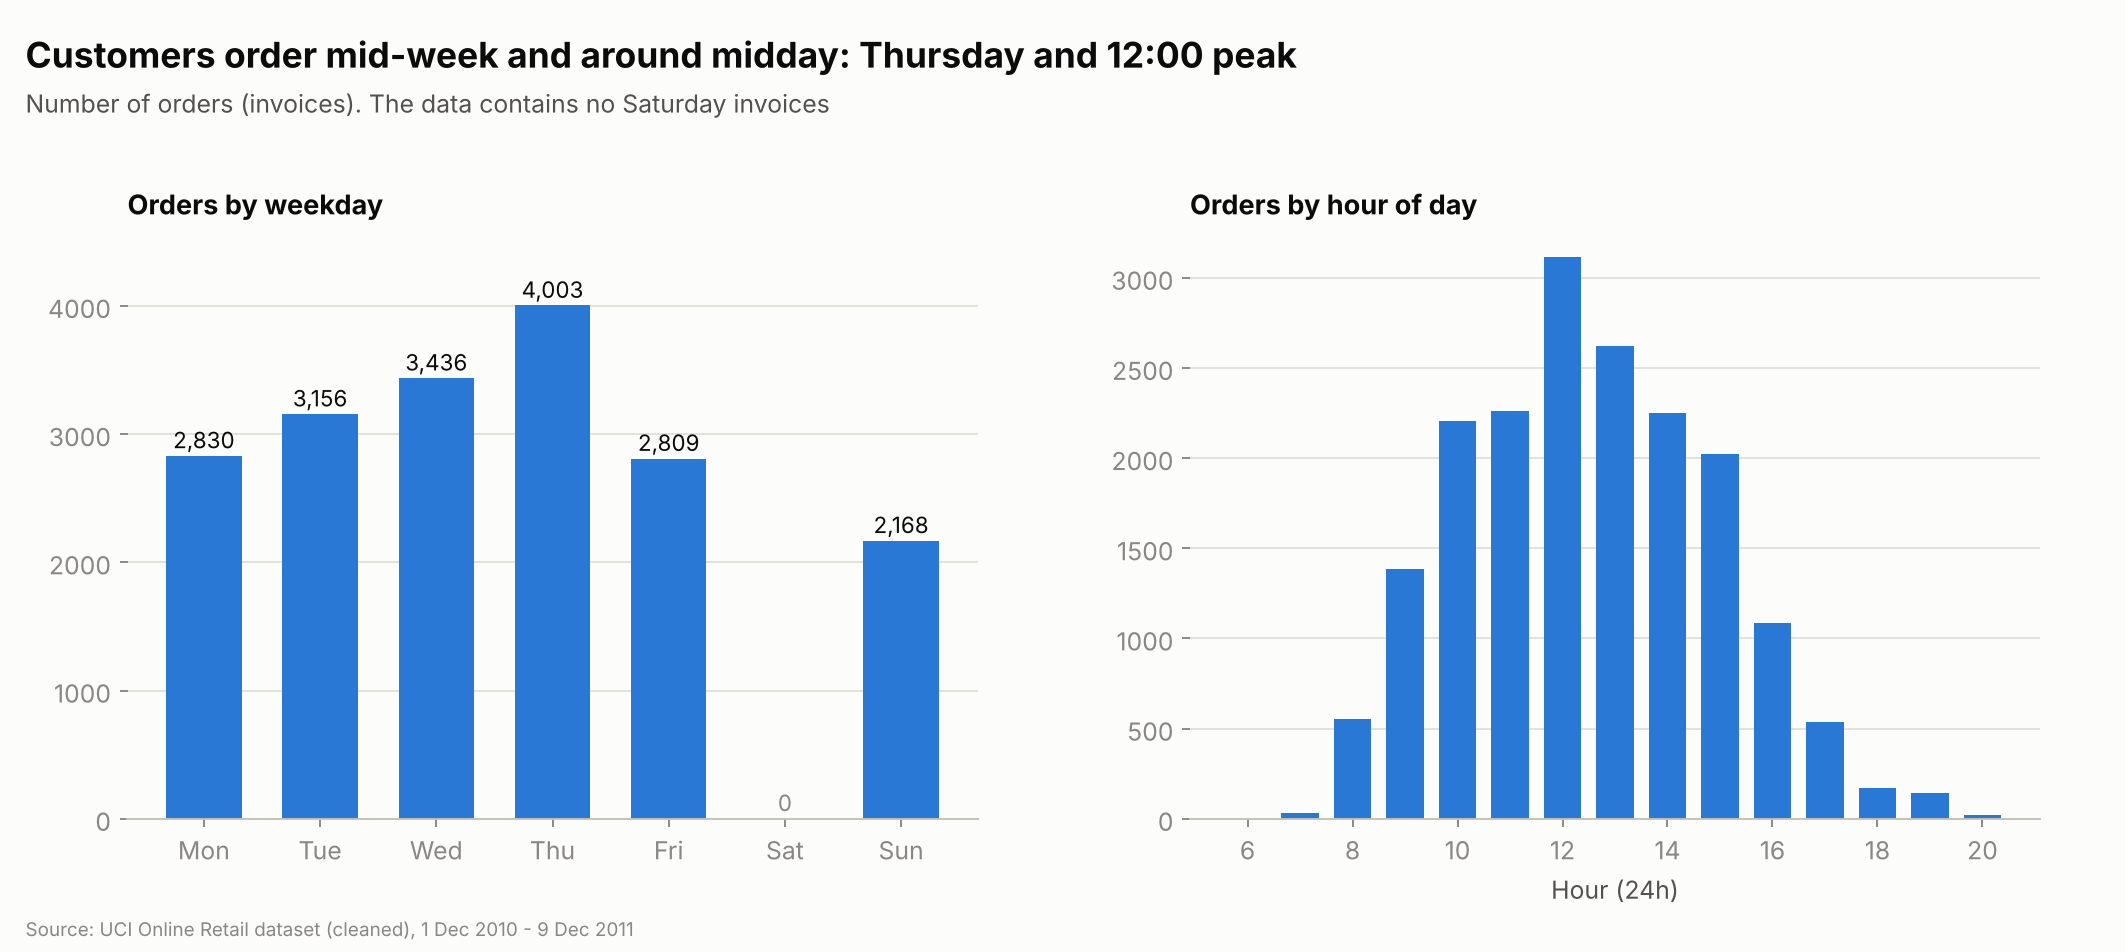 Customers order mid-week and around midday: Thursday and 12:00 peak
Number of orders (invoices). The data contains no Saturday invoices
Orders by weekday
4000
3000
2000
1000
0
2,830
3,156
3,436
4,003
2,809
0
2,168
Mon
Tue
Wed
Thu
Fri
Sat
Sun
Orders by hour of day
3000
2500
2000
1500
1000
500
0
6
8
10
12
14
16
18
20
Hour (24h)
Source: UCI Online Retail dataset (cleaned), 1 Dec 2010 - 9 Dec 2011